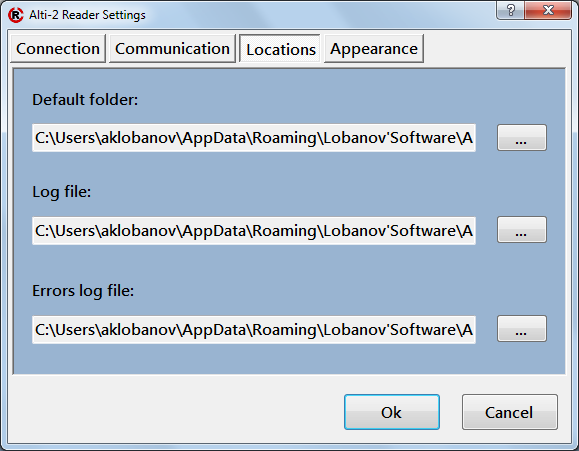 Alti-2 Reader Settings
Connection Communication Locations Appearance
Default folder:
C:\Users\aklobanov\AppData\Roaming\Lobanov'Software\A ...
Log file:
C:\Users\aklobanov\AppData\Roaming\Lobanov'Software\A ...
Errors log file:
C:\Users\aklobanov\AppData\Roaming\Lobanov'Software\A ...
Ok Cancel